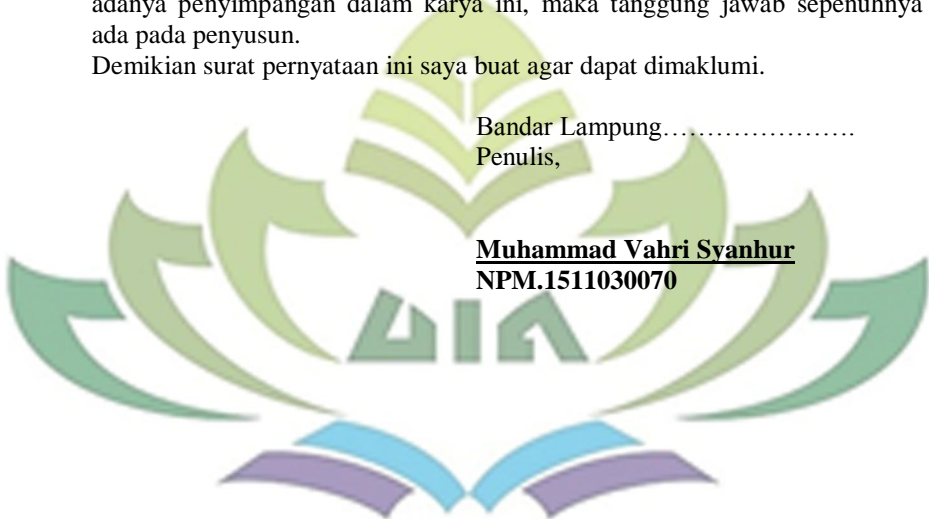 adanya penyimpangan dalam karya ini, maka tanggung jawab sepenuhnya
ada pada penyusun.
Demikian surat pernyataan ini saya buat agar dapat dimaklumi.
Bandar Lampung………………….
Penulis,
Muhammad Vahri Syanhur
NPM.1511030070
UIN